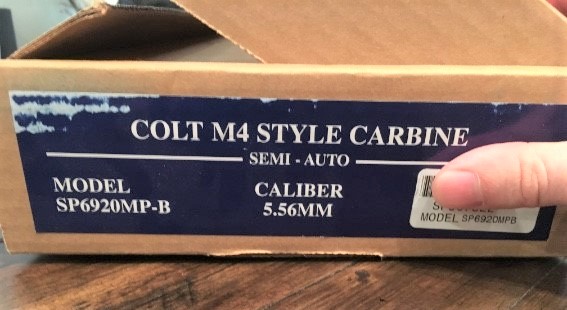 COLT M4 STYLE CARBINE
SEMI - AUTO
MODEL
SP6920MP-B
CALIBER
5.56MM
MODEL SP6920MPB